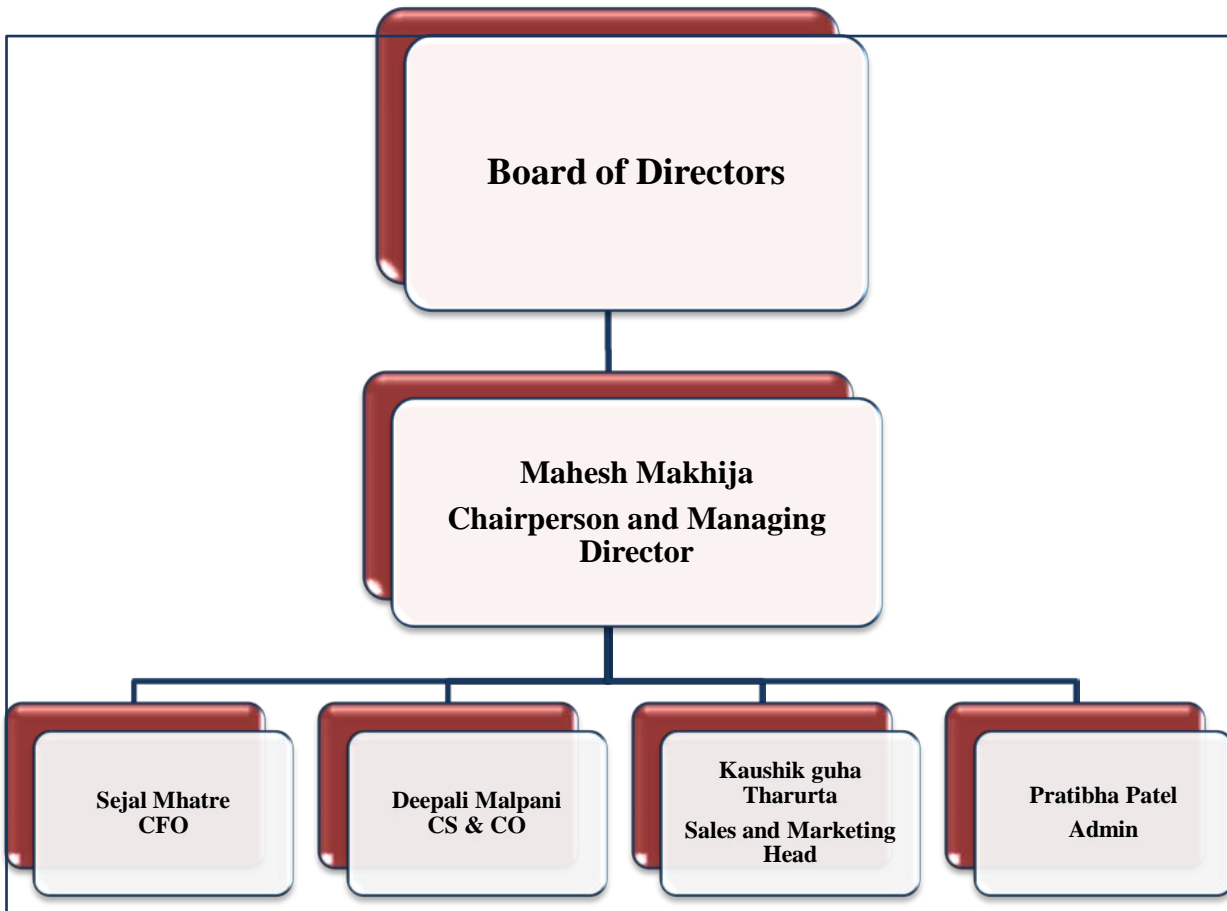 Board of Directors
Mahesh Makhija
Chairperson and Managing
Director
Sejal Mhatre
CFO
Deepali Malpani
CS & CO
Kaushik guha
Tharurta
Sales and Marketing
Head
Pratibha Patel
Admin